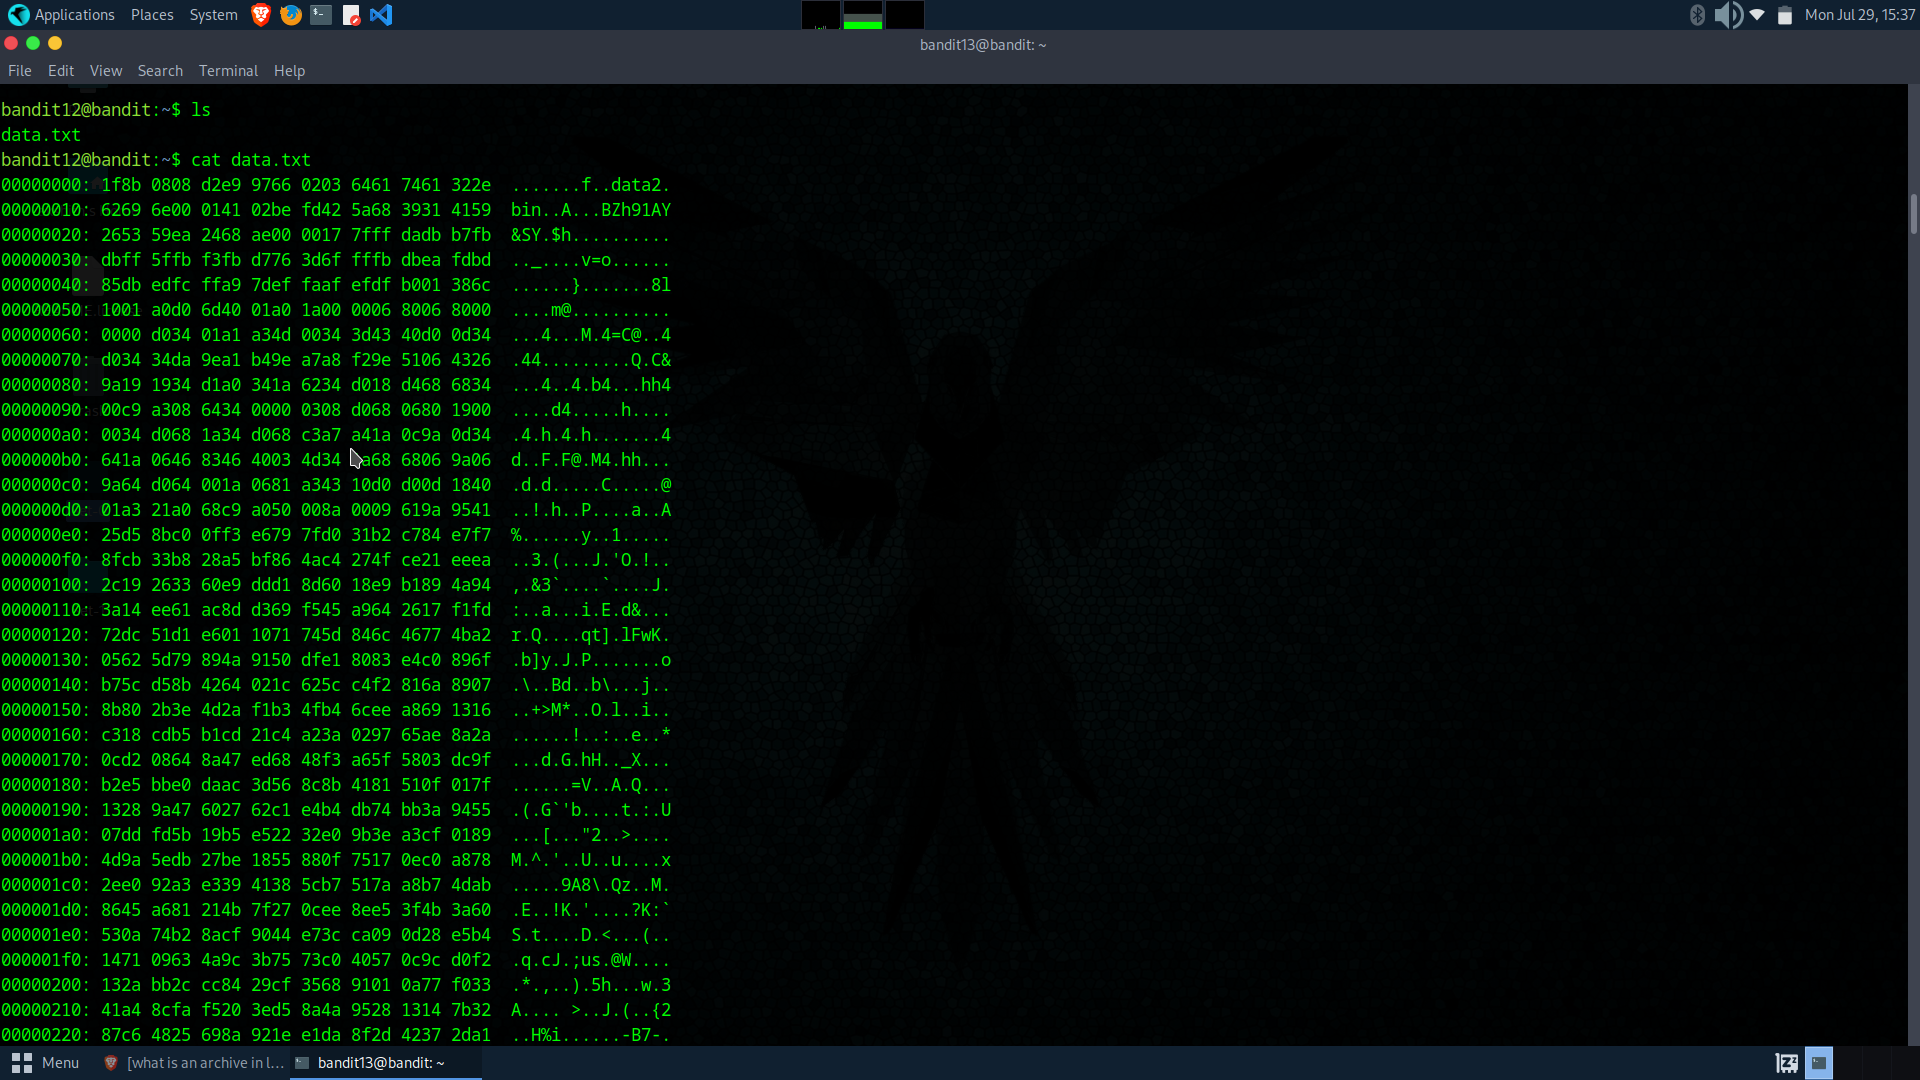 Applications Places System
Mon Jul 29, 15:37
bandit13@bandit: ~
File Edit View Search Terminal Help
bandit12@bandit:~$ ls
data.txt
bandit12@bandit:~$ cat data.txt
00000000: 1f8b 0808 d2e9 9766 0203 6461 7461 322e  .......f..data2.
00000010: 6269 6e00 0141 02be fd42 5a68 3931 4159  bin..A...BZh91AY
00000020: 2653 59ea 2468 ae00 0017 7fff dadb b7fb  &SY.$h..........
00000030: dbff 5ffb f3fb d776 3d6f fffb dbea fdbd  .._....v=o......
00000040: 85db edfc ffa9 7def faaf efdf b001 386c  ......}.......8l
00000050: 1001 a0d0 6d40 01a0 1a00 0006 8006 8000  ....m@..........
00000060: 0000 d034 01a1 a34d 0034 3d43 40d0 0d34  ...4...M.4=C@..4
00000070: d034 34da 9ea1 b49e a7a8 f29e 5106 4326  .44.........Q.C&
00000080: 9a19 1934 d1a0 341a 6234 d018 d468 6834  ...4..4.b4...hh4
00000090: 00c9 a308 6434 0000 0308 d068 0680 1900  ....d4.....h....
000000a0: 0034 d068 1a34 d068 c3a7 a41a 0c9a 0d34  .4.h.4.h.......4
000000b0: 641a 0646 8346 4003 4d34 1a68 6806 9a06  d..F.F@.M4.hh...
000000c0: 9a64 d064 001a 0681 a343 10d0 d00d 1840  .d.d.....C.....@
000000d0: 01a3 21a0 68c9 a050 008a 0009 619a 9541  ..!.h..P....a..A
000000e0: 25d5 8bc0 0ff3 e679 7fd0 31b2 c784 e7f7  %......y..1.....
000000f0: 8fcb 33b8 28a5 bf86 4ac4 274f ce21 eeea  ..3.(...J.'O.!..
00000100: 2c19 2633 60e9 ddd1 8d60 18e9 b189 4a94  ,.&3`....`....J.
00000110: 3a14 ee61 ac8d d369 f545 a964 2617 f1fd  :..a...i.E.d&...
00000120: 72dc 51d1 e601 1071 745d 846c 4677 4ba2  r.Q....qt].lFwK.
00000130: 0562 5d79 894a 9150 dfe1 8083 e4c0 896f  .b]y.J.P.......o
00000140: b75c d58b 4264 021c 625c c4f2 816a 8907  .\..Bd..b\...j..
00000150: 8b80 2b3e 4d2a f1b3 4fb4 6cee a869 1316  ..+>M*..O.l..i..
00000160: c318 cdb5 b1cd 21c4 a23a 0297 65ae 8a2a  ......!..:..e..*
00000170: 0cd2 0864 8a47 ed68 48f3 a65f 5803 dc9f  ...d.G.hH.._X...
00000180: b2e5 bbe0 daac 3d56 8c8b 4181 510f 017f  ......=V..A.Q...
00000190: 1328 9a47 6027 62c1 e4b4 db74 bb3a 9455  .(.G`'b....t.:.U
000001a0: 07dd fd5b 19b5 e522 32e0 9b3e a3cf 0189  ...[..."2..>....
000001b0: 4d9a 5edb 27be 1855 880f 7517 0ec0 a878  M.^.'..U..u....x
000001c0: 2ee0 92a3 e339 4138 5cb7 517a a8b7 4dab  .....9A8\.Qz..M.
000001d0: 8645 a681 214b 7f27 0cee 8ee5 3f4b 3a60  .E..!K.'....?K:`
000001e0: 530a 74b2 8acf 9044 e73c ca09 0d28 e5b4  S.t....D.<...(..
000001f0: 1471 0963 4a9c 3b75 73c0 4057 0c9c d0f2  .q.cJ.;us.@W....
00000200: 132a bb2c cc84 29cf 3568 9101 0a77 f033  .*.,..).5h...w.3
00000210: 41a4 8cfa f520 3ed5 8a4a 9528 1314 7b32  A.... >..J.(..{2
00000220: 87c6 4825 698a 921e e1da 8f2d 4237 2da1  ..H%i......-B7-.
Menu [what is an archive in l... bandit13@bandit: ~